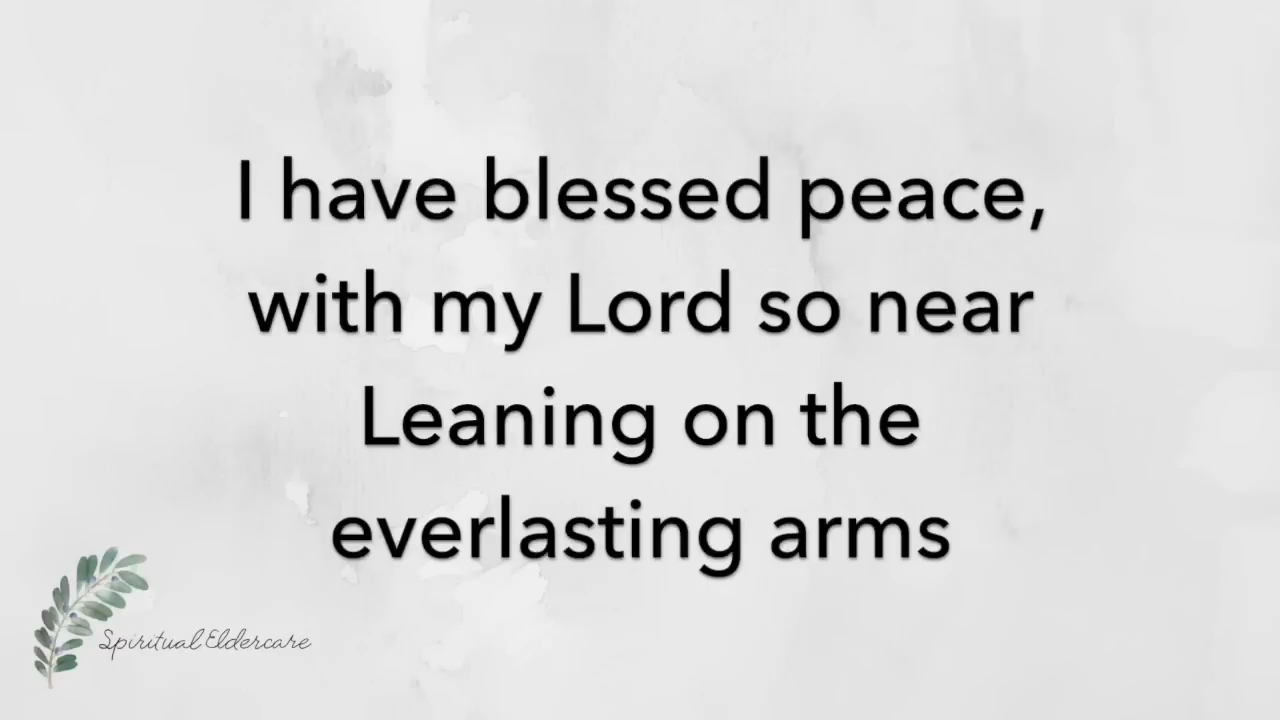 I have blessed peace,
with my Lord so near
Leaning on the
everlasting arms
Spiritual Eldercare